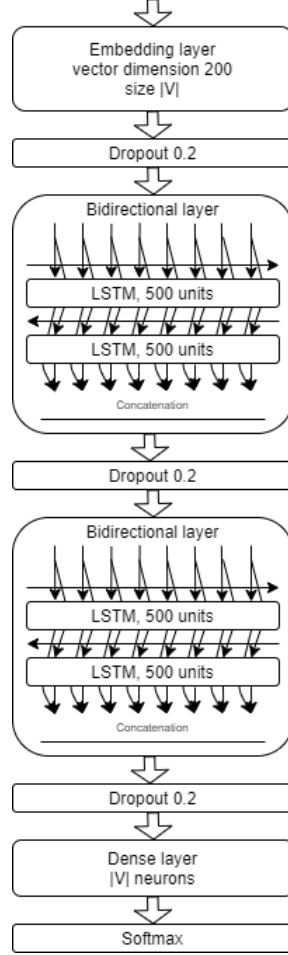 Embedding layer
vector dimension 200
size |V|
Dropout 0.2
Bidirectional layer
LSTM, 500 units
LSTM, 500 units
Concatenation
Dropout 0.2
Bidirectional layer
LSTM, 500 units
LSTM, 500 units
Concatenation
Dropout 0.2
Dense layer
|V| neurons
Softmax